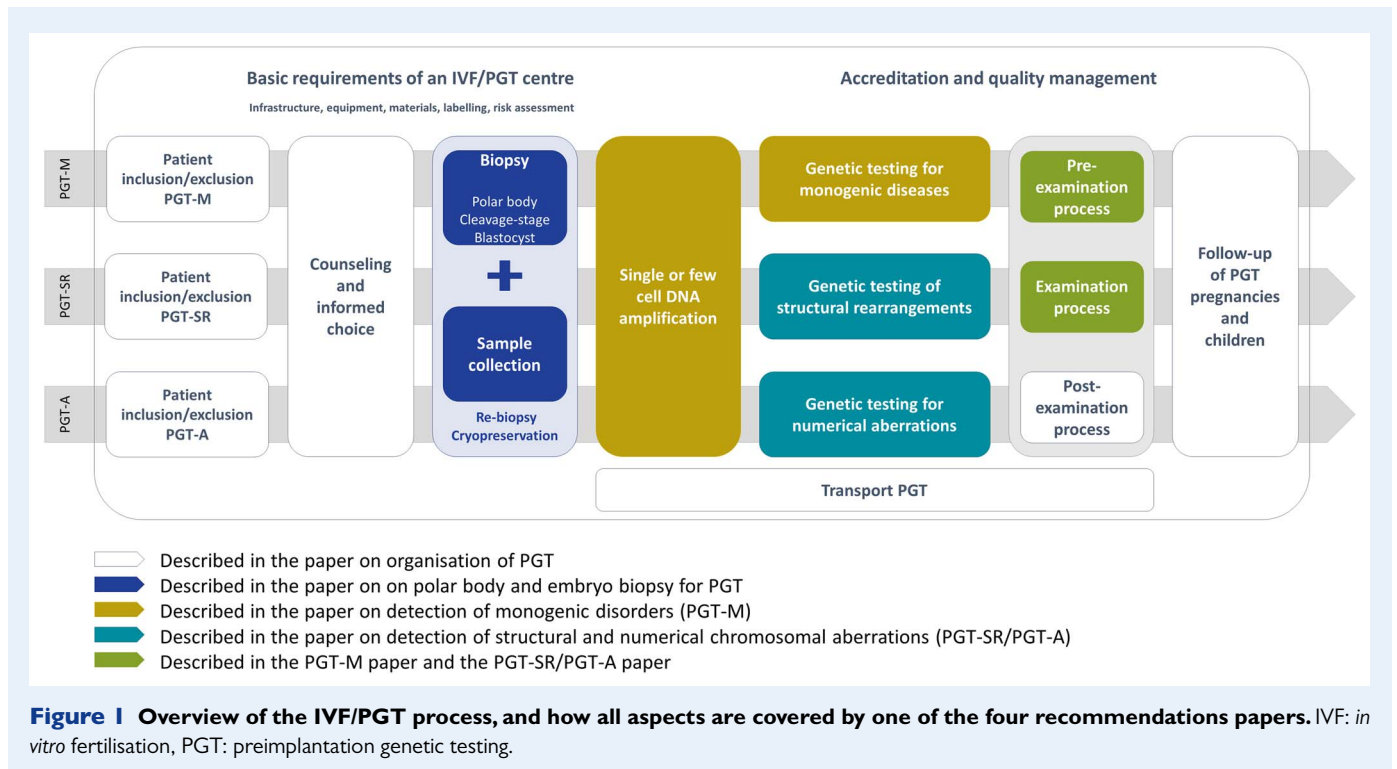 Basic requirements of an IVF/PGT centre
Infrastructure, equipment, materials, labelling, risk assessment
Accreditation and quality management
PGT-M
PGT-SR
PGT-A
Patient
inclusion/exclusion
PGT-M
Patient
inclusion/exclusion
PGT-SR
Patient
inclusion/exclusion
PGT-A
Counseling
and
informed
choice
Biopsy
Polar body
Cleavage-stage
Blastocyst
+
Sample
collection
Re-biopsy
Cryopreservation
Single or few
cell DNA
amplification
Genetic testing for
monogenic diseases
Genetic testing of
structural rearrangements
Genetic testing for
numerical aberrations
Pre-
examination
process
Examination
process
Post-
examination
process
Follow-up
of PGT
pregnancies
and
children
Transport PGT
Described in the paper on organisation of PGT
Described in the paper on on polar body and embryo biopsy for PGT
Described in the paper on detection of monogenic disorders (PGT-M)
Described in the paper on detection of structural and numerical chromosomal aberrations (PGT-SR/PGT-A)
Described in the PGT-M paper and the PGT-SR/PGT-A paper
Figure 1 Overview of the IVF/PGT process, and how all aspects are covered by one of the four recommendations papers. IVF: in
vitro fertilisation, PGT: preimplantation genetic testing.